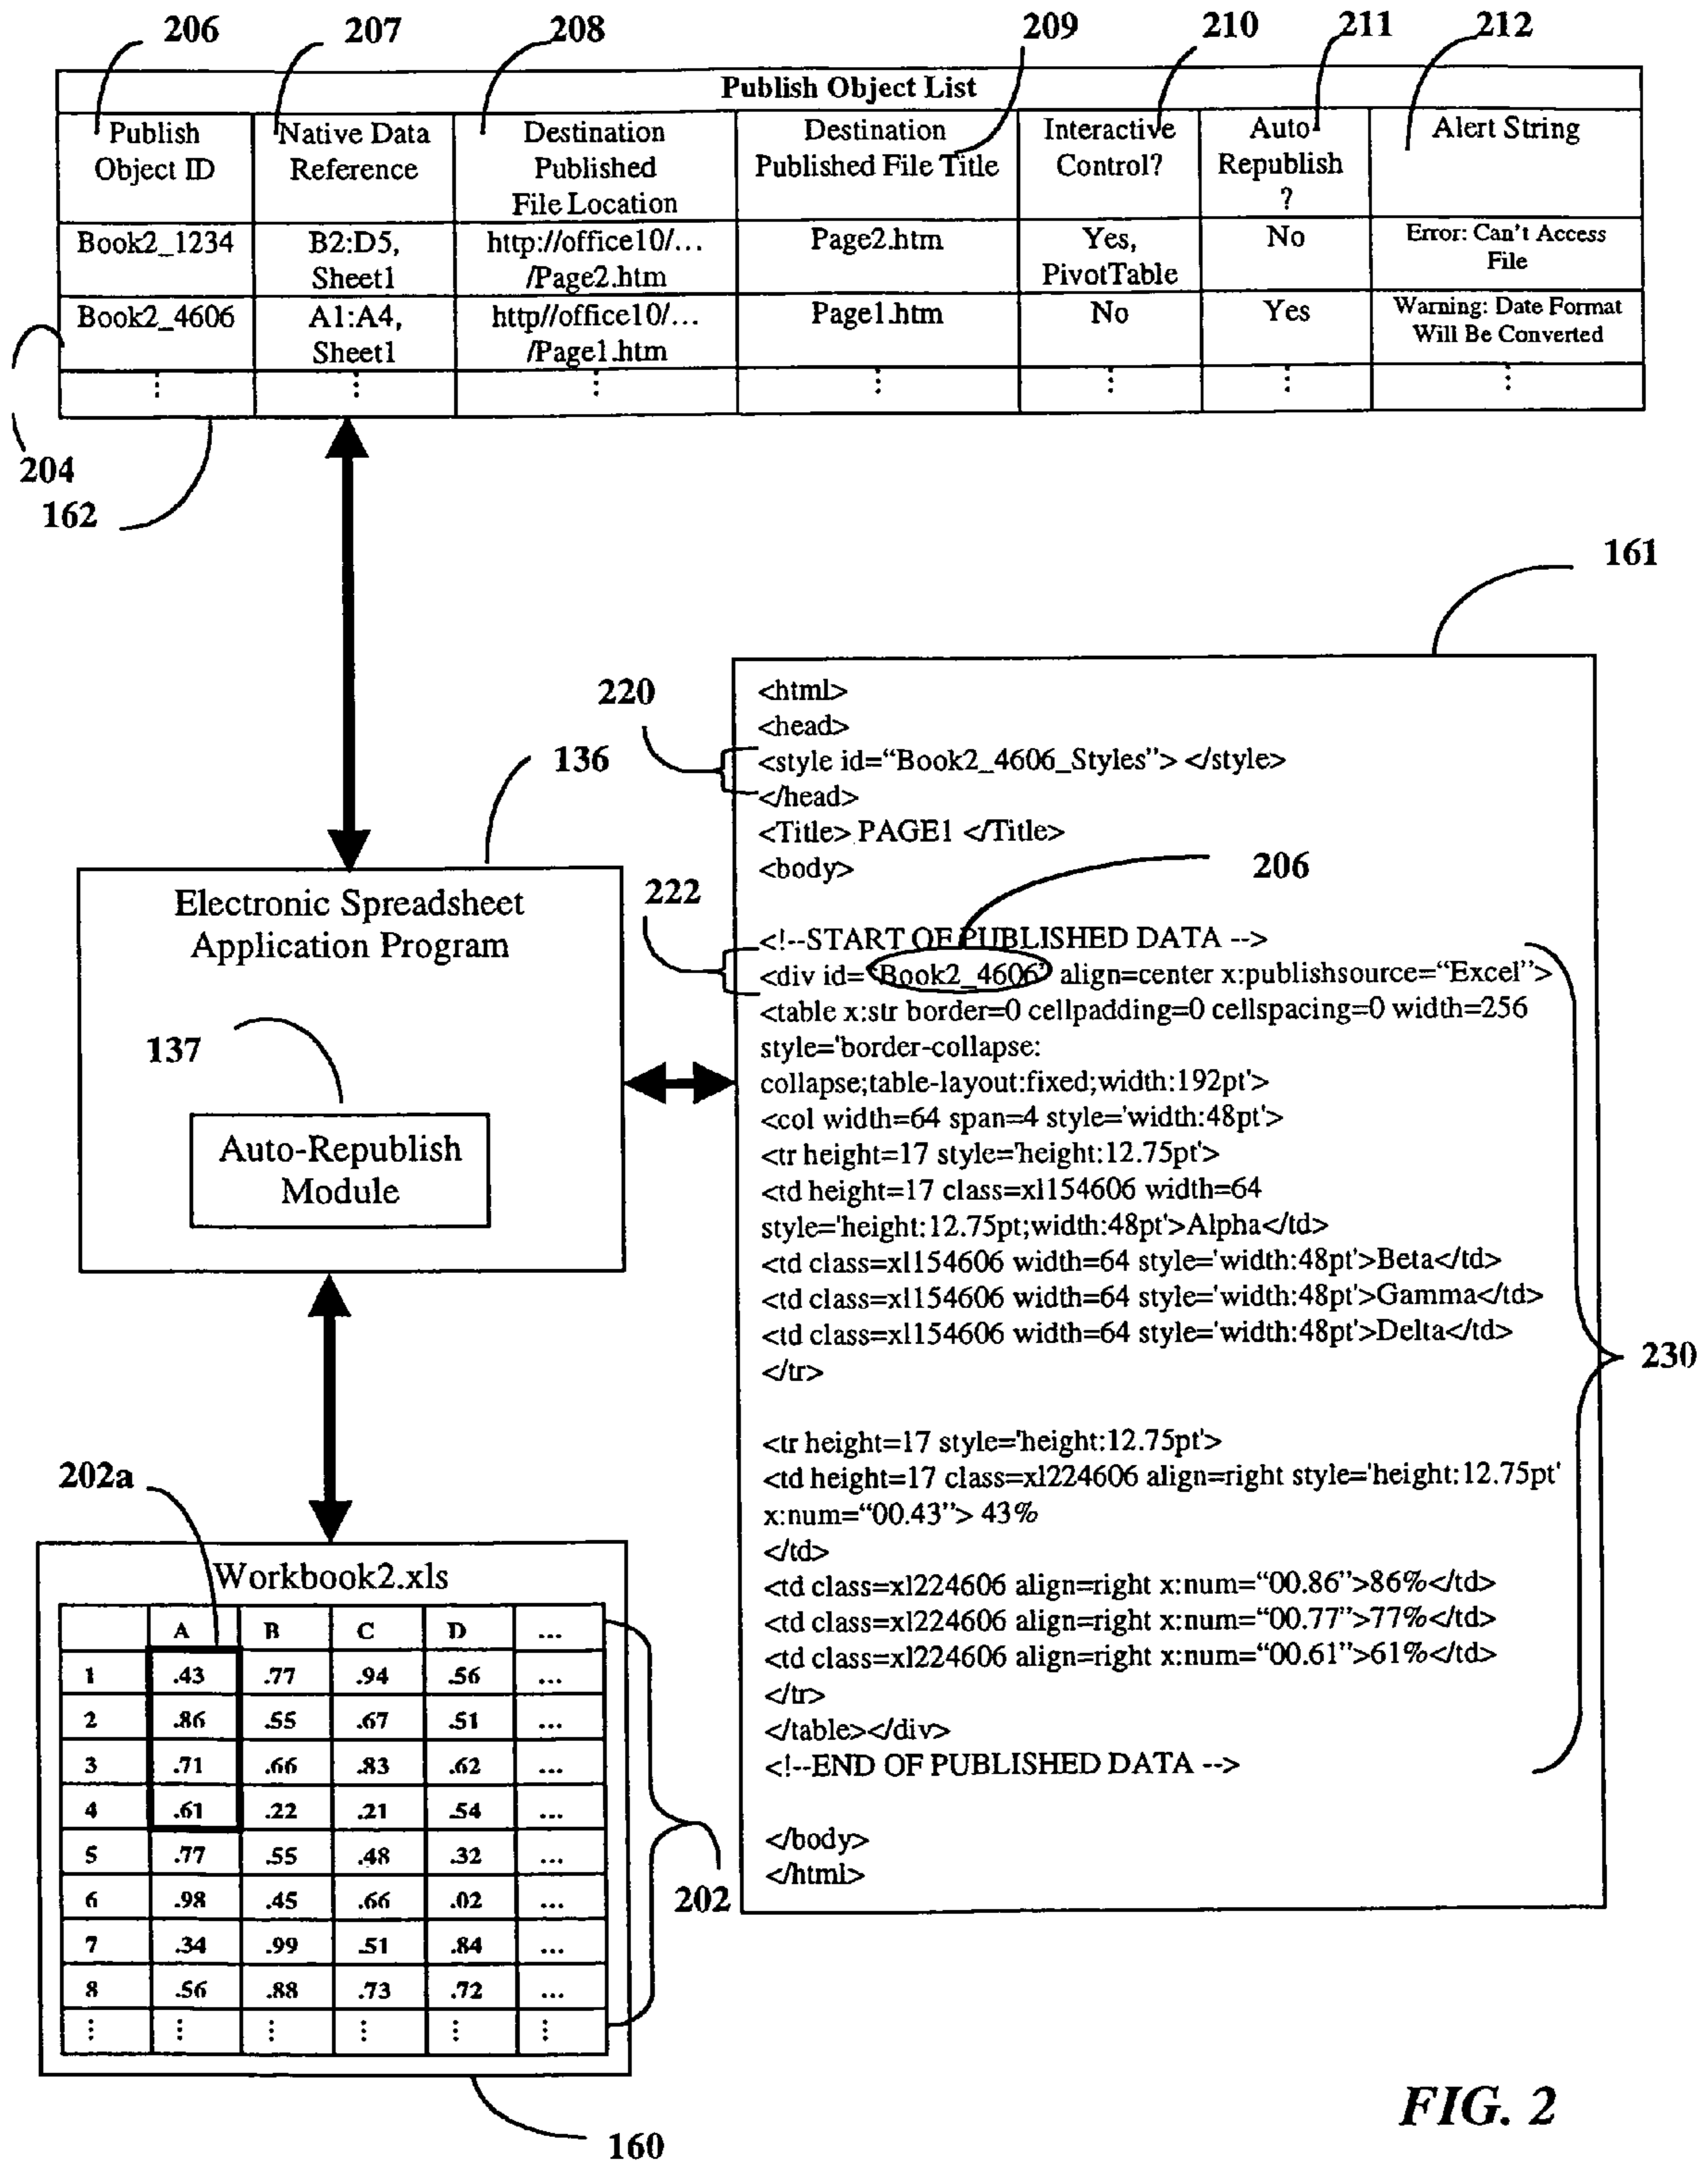 206 207 208 209 210 211 212
Publish Object List
Publish Object ID
Native Data Reference
Destination Published File Location
Destination Published File Title
Interactive Control?
Auto Republish ?
Alert String
Book2_1234
B2:D5, Sheet1
http://office10/... /Page2.htm
Page2.htm
Yes, PivotTable
No
Error: Can't Access File
Book2_4606
A1:A4, Sheet1
http//office10/... /Page1.htm
Page1.htm
No
Yes
Warning: Date Format Will Be Converted
204
162
161
220
<html>
<head>
<style id="Book2_4606_Styles"> </style>
</head>
<Title> PAGE1 </Title>
<body>
206
222
<!--START OF PUBLISHED DATA -->
<div id="Book2_4606" align=center x:publishsource="Excel">
<table x:str border=0 cellpadding=0 cellspacing=0 width=256
style='border-collapse:
collapse;table-layout:fixed;width:192pt'>
<col width=64 span=4 style='width:48pt'>
<tr height=17 style='height:12.75pt'>
<td height=17 class=xl154606 width=64
style='height:12.75pt;width:48pt'>Alpha</td>
<td class=xl154606 width=64 style='width:48pt'>Beta</td>
<td class=xl154606 width=64 style='width:48pt'>Gamma</td>
<td class=xl154606 width=64 style='width:48pt'>Delta</td>
</tr>
230
<tr height=17 style='height:12.75pt'>
<td height=17 class=xl224606 align=right style='height:12.75pt'
x:num="00.43"> 43%
</td>
<td class=xl224606 align=right x:num="00.86">86%</td>
<td class=xl224606 align=right x:num="00.77">77%</td>
<td class=xl224606 align=right x:num="00.61">61%</td>
</tr>
</table></div>
<!--END OF PUBLISHED DATA -->
</body>
</html>
136
Electronic Spreadsheet
Application Program
137
Auto-Republish
Module
202a
Workbook2.xls
A B C D ...
1 .43 .77 .94 .56 ...
2 .86 .55 .67 .51 ...
3 .71 .66 .83 .62 ...
4 .61 .22 .21 .54 ...
5 .77 .55 .48 .32 ...
6 .98 .45 .66 .02 ...
7 .34 .99 .51 .84 ...
8 .56 .88 .73 .72 ...
202
160
FIG. 2